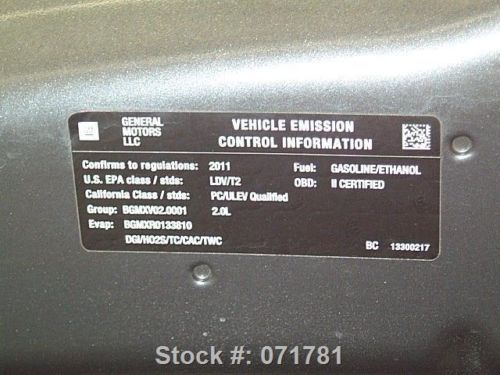 GM
GENERAL MOTORS LLC
VEHICLE EMISSION
CONTROL INFORMATION
Confirms to regulations: 2011 Fuel: GASOLINE/ETHANOL
U.S. EPA class / stds: LDV/T2 OBD: II CERTIFIED
California Class / stds: PC/ULEV Qualified
Group: BGMXV02.0001 2.0L
Evap: BGMXR0133810
DGI/HO2S/TC/CAC/TWC
BC 13300217
Stock #: 071781